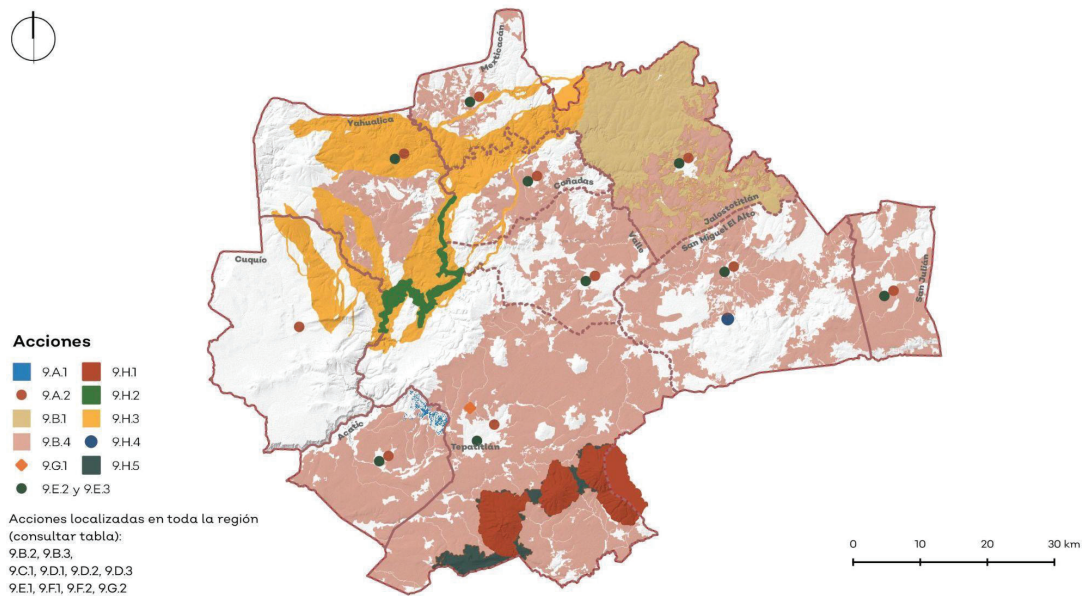 Mexticacán
Yahualica
Cañadas
Jalostotitlán
San Miguel El Alto
Valle
Cuquío
San Julián
Acatic
Tepatitlán
Acciones
9.A.1
9.H.1
9.A.2
9.H.2
9.B.1
9.H.3
9.B.4
9.H.4
9.G.1
9.H.5
9.E.2 y 9.E.3
Acciones localizadas en toda la región
(consultar tabla):
9.B.2, 9.B.3,
9.C.1, 9.D.1, 9.D.2, 9.D.3
9.E.1, 9.F.1, 9.F.2, 9.G.2
0 10 20 30 km